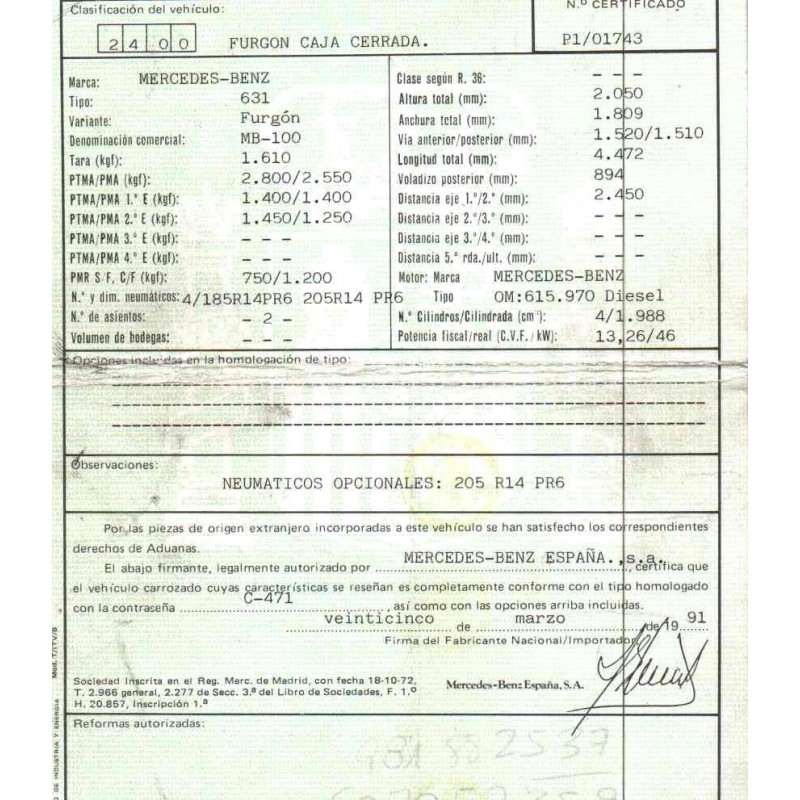 Clasificación del vehículo:
N.º CERTIFICADO
2 4 0 0 FURGON CAJA CERRADA.
P1/01743
Marca: MERCEDES-BENZ
Tipo: 631
Variante: Furgón
Denominación comercial: MB-100
Tara (kgf): 1.610
PTMA/PMA (kgf): 2.800/2.550
PTMA/PMA 1.º E (kgf): 1.400/1.400
PTMA/PMA 2.º E (kgf): 1.450/1.250
PTMA/PMA 3.º E (kgf): - - -
PTMA/PMA 4.º E (kgf): - - -
PMR S/F, C/F (kgf): 750/1.200
N.º y dim. neumáticos: 4/185R14PR6 205R14 PR6
N.º de asientos: - 2 -
Volumen de bodegas: - - -
Clase según R. 36: - - -
Altura total (mm): 2.050
Anchura total (mm): 1.809
Via anterior/posterior (mm): 1.520/1.510
Longitud total (mm): 4.472
Voladizo posterior (mm): 894
Distancia eje 1.º/2.º (mm): 2.450
Distancia eje 2.º/3.º (mm): - - -
Distancia eje 3.º/4.º (mm): - - -
Distancia 5.ª rda./ult. (mm): - - -
Motor: Marca MERCEDES-BENZ
Tipo OM:615.970 Diesel
N.º Cilindros/Cilindrada (cm³): 4/1.988
Potencia fiscal/real (C.V.F./kW): 13,26/46
Opciones incluidas en la homologación de tipo:
Observaciones:
NEUMATICOS OPCIONALES: 205 R14 PR6
Por las piezas de origen extranjero incorporadas a este vehículo se han satisfecho los correspondientes
derechos de Aduanas.
El abajo firmante, legalmente autorizado por MERCEDES-BENZ ESPAÑA.,s.a., certifica que
el vehículo carrozado cuyas características se reseñan es completamente conforme con el tipo homologado
con la contraseña C-471, así como con las opciones arriba incluidas.
veinticinco de marzo de 19 91
Firma del Fabricante Nacional/Importador
Sociedad Inscrita en el Reg. Merc. de Madrid, con fecha 18-10-72,
T. 2.966 general, 2.277 de Secc. 3.ª del Libro de Sociedades, F. 1.º
H. 20.857, Inscripción 1.ª
Mercedes-Benz España, S.A.
Reformas autorizadas:
O DE INDUSTRIA Y ENERGIA Mod. T/ITV/B